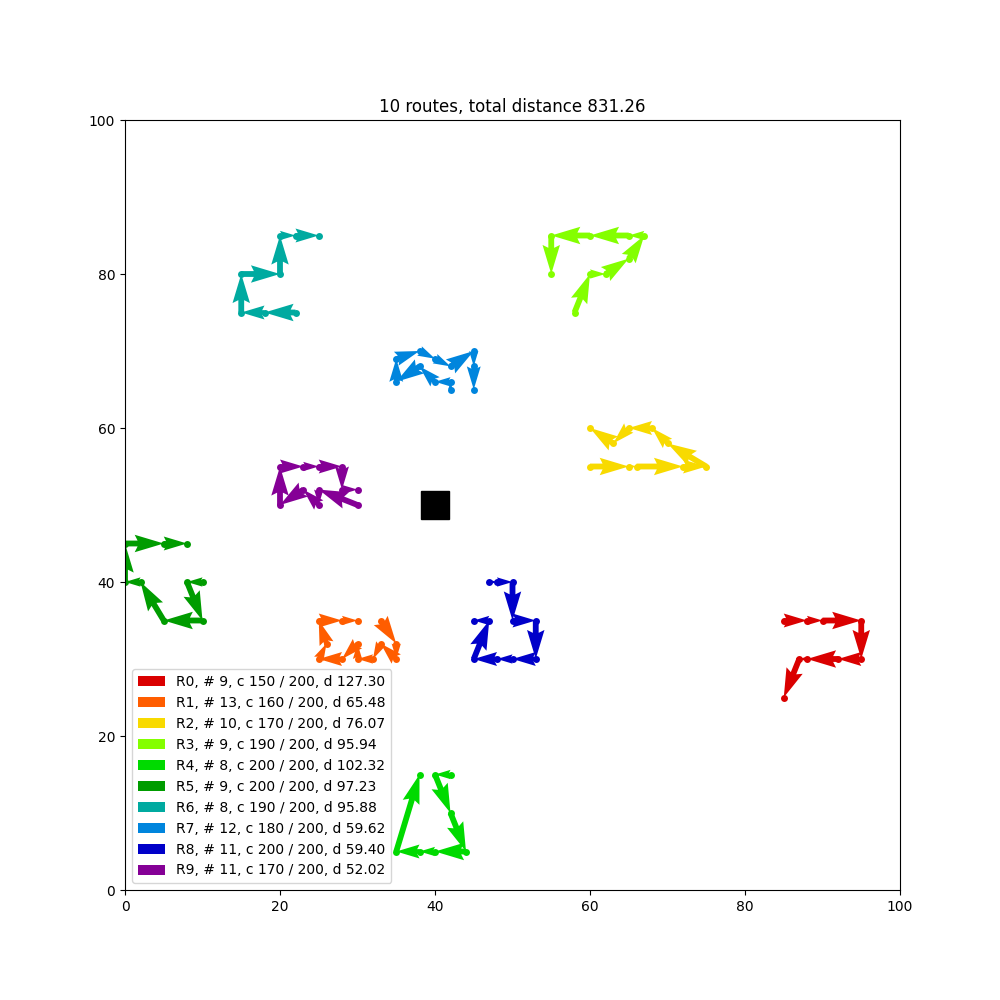 10 routes, total distance 831.26
100
80
60
40
20
0
R0, # 9, c 150 / 200, d 127.30
R1, # 13, c 160 / 200, d 65.48
R2, # 10, c 170 / 200, d 76.07
R3, # 9, c 190 / 200, d 95.94
R4, # 8, c 200 / 200, d 102.32
R5, # 9, c 200 / 200, d 97.23
R6, # 8, c 190 / 200, d 95.88
R7, # 12, c 180 / 200, d 59.62
R8, # 11, c 200 / 200, d 59.40
R9, # 11, c 170 / 200, d 52.02
0 20 40 60 80 100